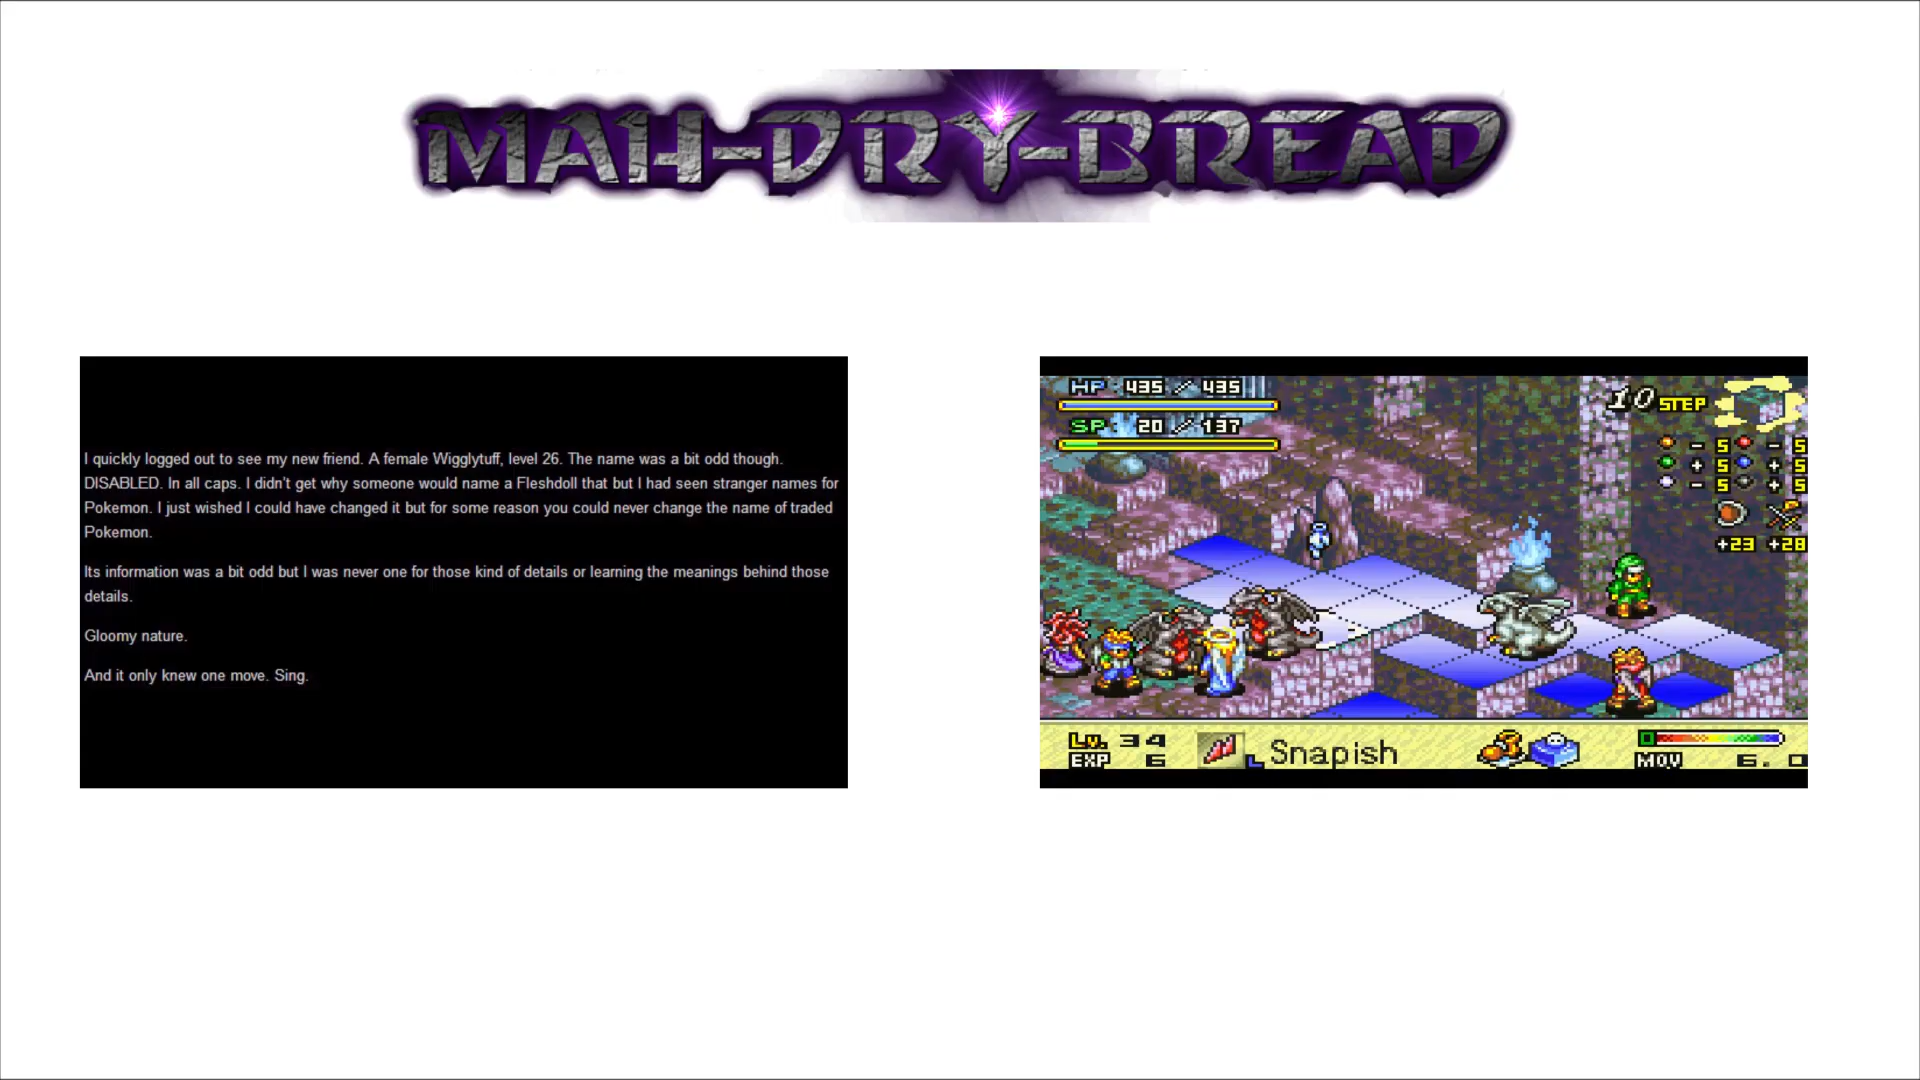 MAH-DRY-BREAD
I quickly logged out to see my new friend. A female Wigglytuff, level 26. The name was a bit odd though.
DISABLED. In all caps. I didn't get why someone would name a Fleshdoll that but I had seen stranger names for
Pokemon. I just wished I could have changed it but for some reason you could never change the name of traded
Pokemon.
Its information was a bit odd but I was never one for those kind of details or learning the meanings behind those
details.
Gloomy nature.
And it only knew one move. Sing.
HP : 435 / 435
SP : 20 / 137
10 STEP
- 5 - 5
+ 5 + 5
- 5 + 5
+23 +28
Lv. 34
EXP 6
L Snapish
MOV 6. 0